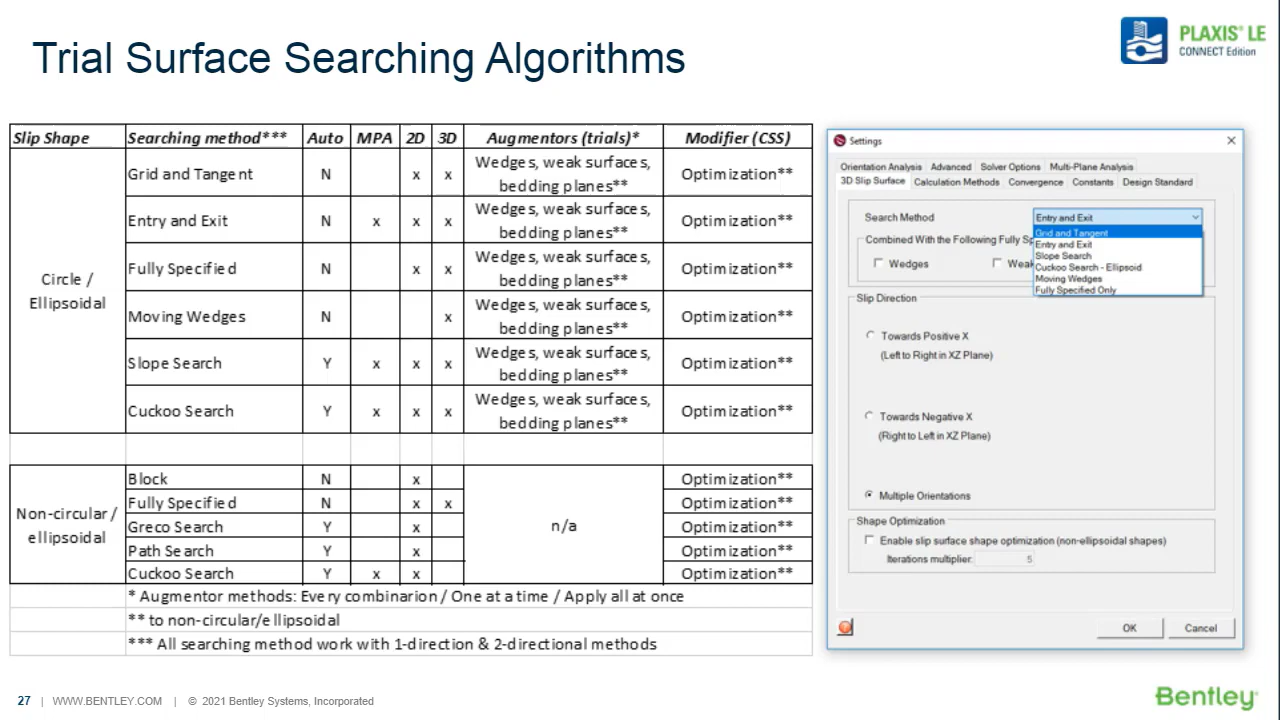 Trial Surface Searching Algorithms
PLAXIS® LE
CONNECT Edition
Slip Shape Searching method*** Auto MPA 2D 3D Augmentors (trials)* Modifier (CSS)
Circle /
Ellipsoidal
Grid and Tangent N x x Wedges, weak surfaces,
bedding planes** Optimization**
Entry and Exit N x x x Wedges, weak surfaces,
bedding planes** Optimization**
Fully Specified N x x Wedges, weak surfaces,
bedding planes** Optimization**
Moving Wedges N x Wedges, weak surfaces,
bedding planes** Optimization**
Slope Search Y x x x Wedges, weak surfaces,
bedding planes** Optimization**
Cuckoo Search Y x x x Wedges, weak surfaces,
bedding planes** Optimization**
Non-circular /
ellipsoidal
Block N x Optimization**
Fully Specified N x x Optimization**
Greco Search Y x n/a Optimization**
Path Search Y x Optimization**
Cuckoo Search Y x x Optimization**
* Augmentor methods: Every combinarion / One at a time / Apply all at once
** to non-circular/ellipsoidal
*** All searching method work with 1-direction & 2-directional methods
Settings
Orientation Analysis Advanced Solver Options Multi-Plane Analysis
3D Slip Surface Calculation Methods Convergence Constants Design Standard
Search Method Entry and Exit
Grid and Tangent
Entry and Exit
Slope Search
Cuckoo Search - Ellipsoid
Moving Wedges
Fully Specified Only
Combined With the Following Fully Sp
Wedges Weak
Slip Direction
Towards Positive X
(Left to Right in XZ Plane)
Towards Negative X
(Right to Left in XZ Plane)
Multiple Orientations
Shape Optimization
Enable slip surface shape optimization (non-ellipsoidal shapes)
Iterations multiplier: 5
OK Cancel
27 | WWW.BENTLEY.COM | © 2021 Bentley Systems, Incorporated
Bentley®